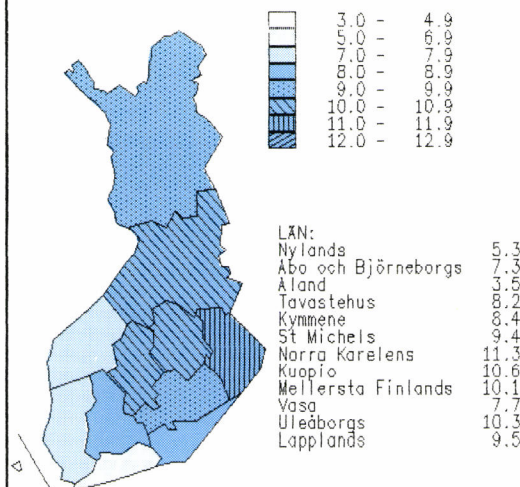 3.0 - 4.9
5.0 - 6.9
7.0 - 7.9
8.0 - 8.9
9.0 - 9.9
10.0 - 10.9
11.0 - 11.9
12.0 - 12.9
LÄN:
Nylands 5.3
Åbo och Björneborgs 7.3
Åland 3.5
Tavastehus 8.2
Kymmene 8.4
St Michels 9.4
Norra Karelens 11.3
Kuopio 10.6
Mellersta Finlands 10.1
Vasa 7.7
Uleåborgs 10.3
Lapplands 9.5